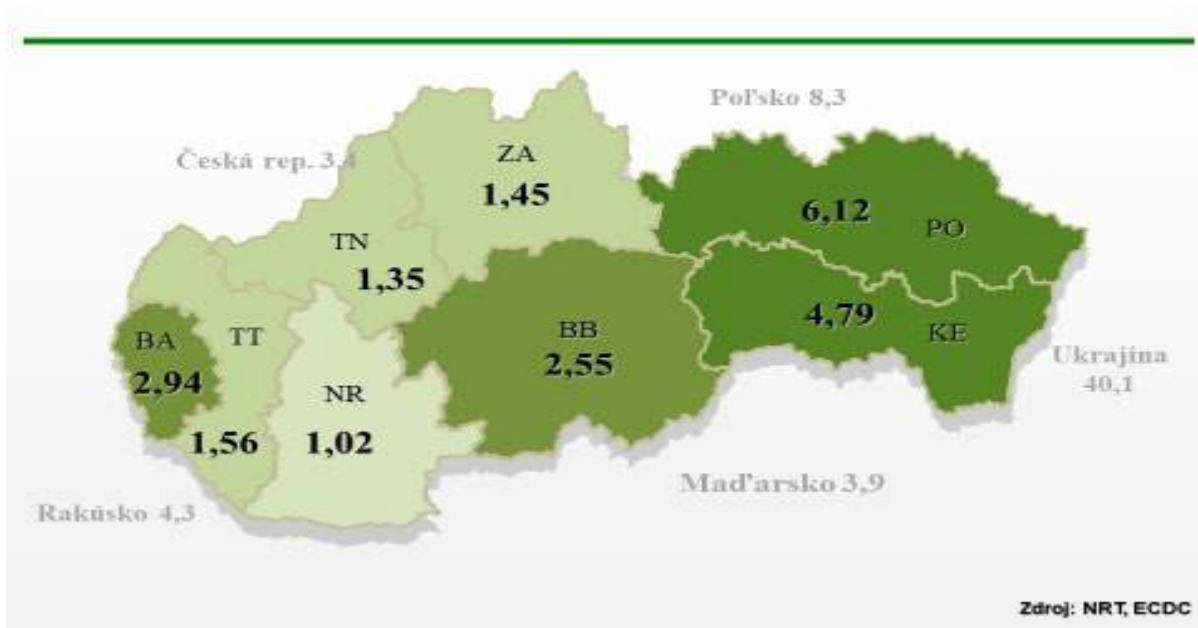 Poľsko 8,3
Česká rep. 3,4
ZA
1,45
6,12
PO
TN
1,35
4,79
KE
BA
2,94
TT
1,56
BB
2,55
NR
1,02
Ukrajina
40,1
Maďarsko 3,9
Rakúsko 4,3
Zdroj: NRT, ECDC